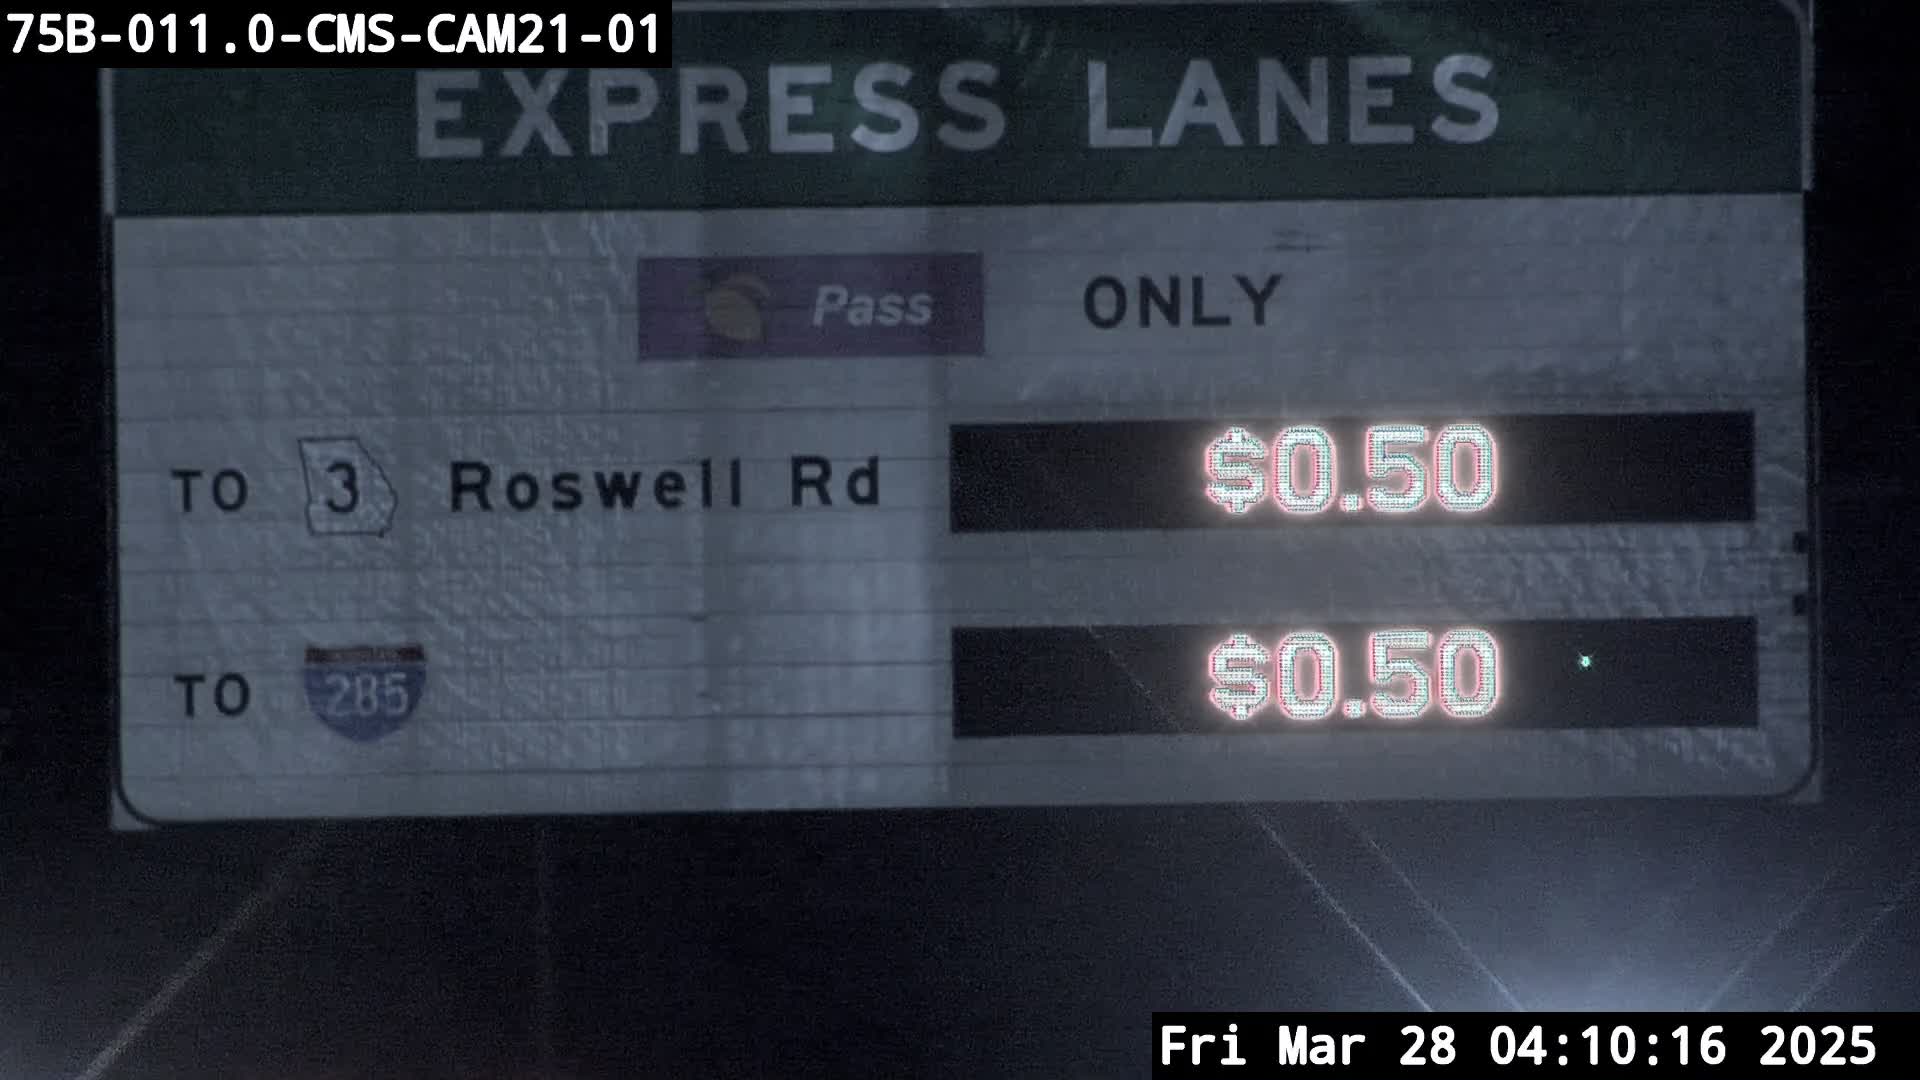 75B-011.0-CMS-CAM21-01
EXPRESS LANES
Pass ONLY
TO 3 Roswell Rd $0.50
TO 285 $0.50
Fri Mar 28 04:10:16 2025